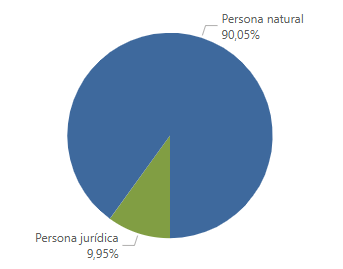 Persona natural
90,05%
Persona jurídica
9,95%